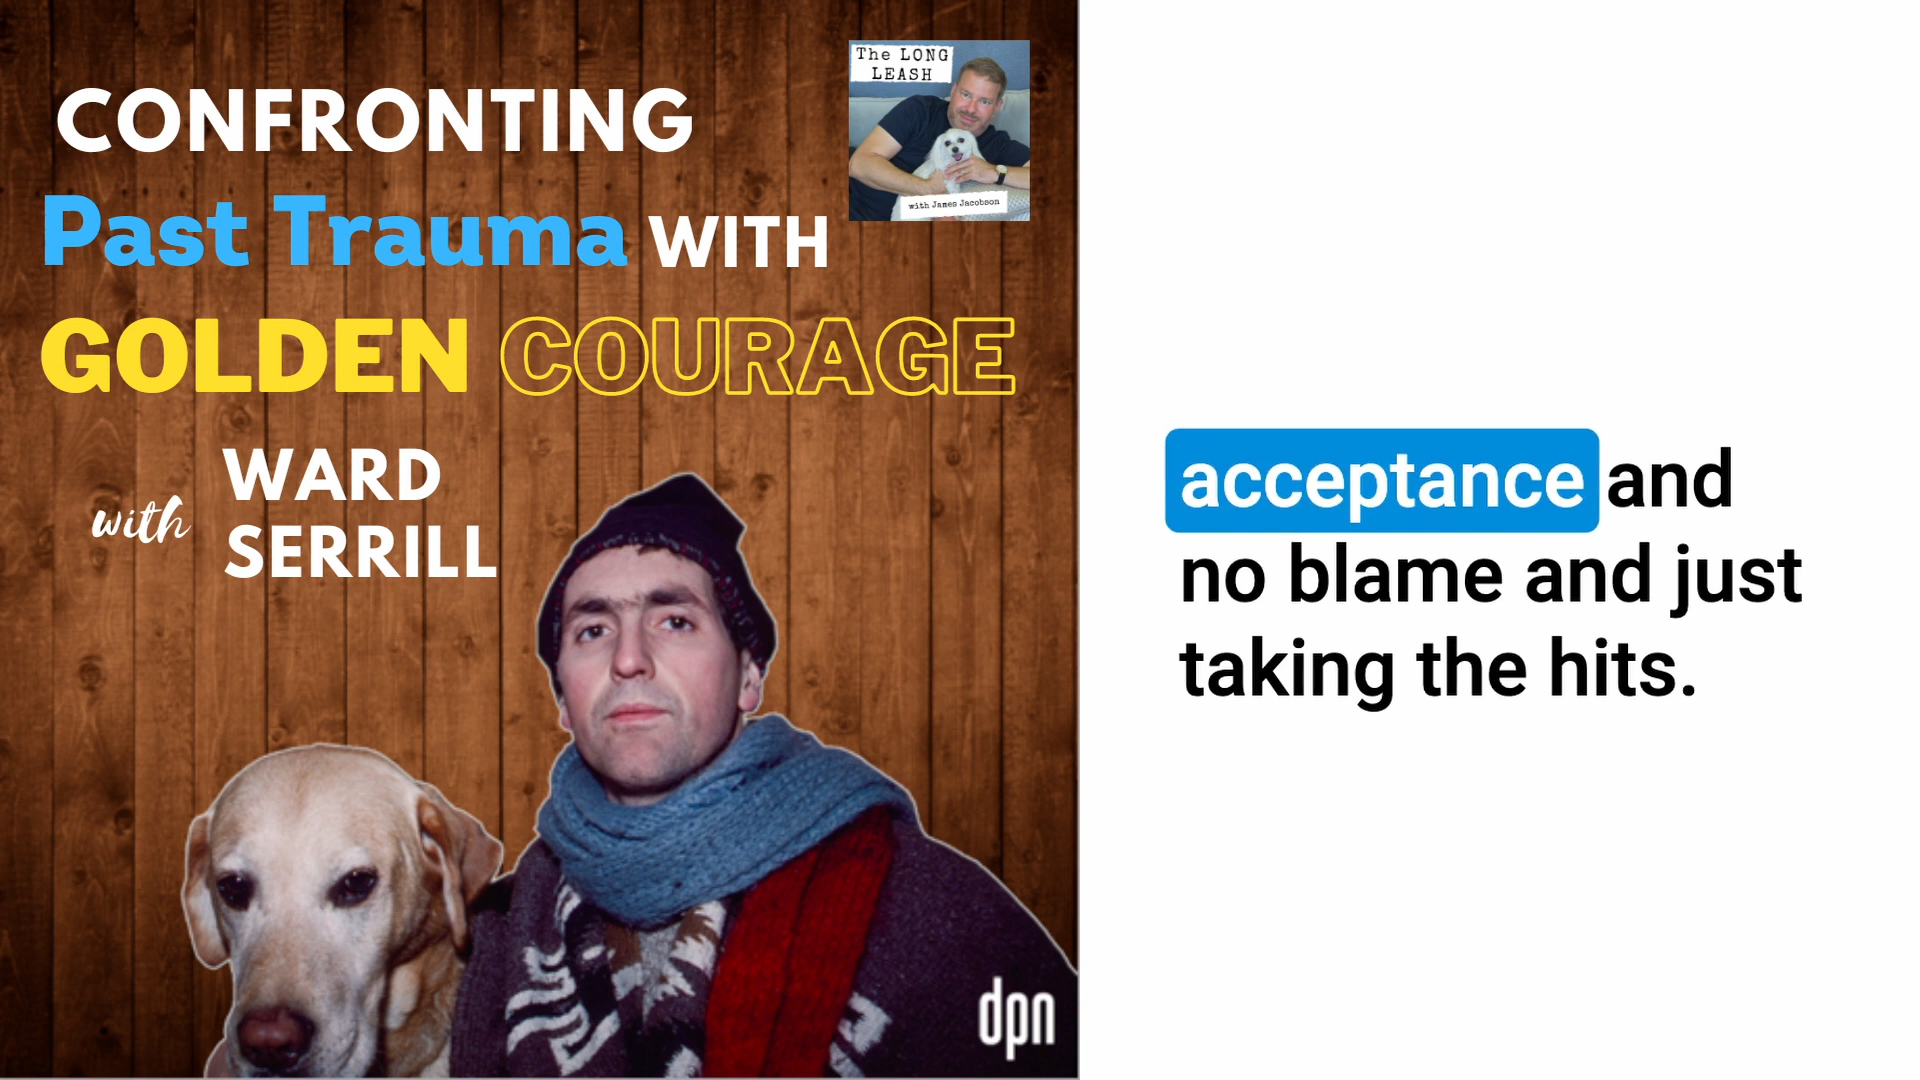 The LONG
LEASH
with James Jacobson
CONFRONTING
Past Trauma WITH
GOLDEN COURAGE
with WARD
SERRILL
dpn
acceptance and
no blame and just
taking the hits.